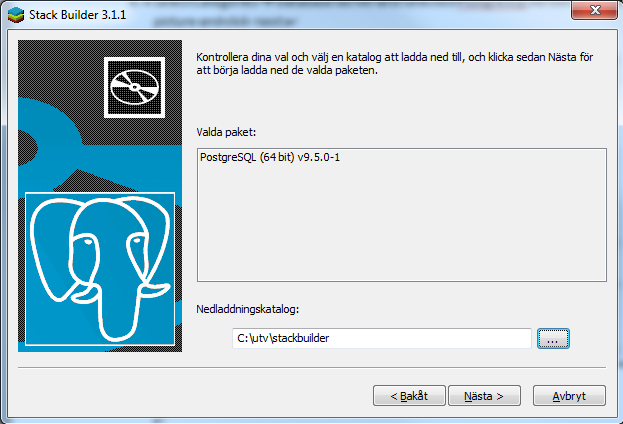 Stack Builder 3.1.1
Kontrollera dina val och välj en katalog att ladda ned till, och klicka sedan Nästa för
att börja ladda ned de valda paketen.
Valda paket:
PostgreSQL (64 bit) v9.5.0-1
Nedladdningskatalog:
C:\utv\stackbuilder
...
< Bakåt
Nästa >
Avbryt